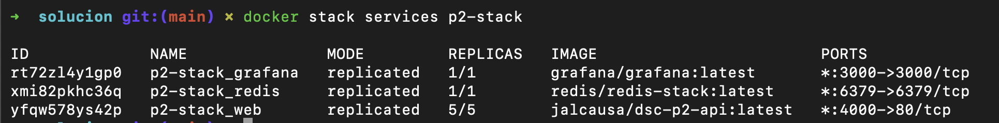 ➜  solucion git:(main) ✗ docker stack services p2-stack
ID             NAME               MODE         REPLICAS   IMAGE                         PORTS
rt72zl4y1gp0   p2-stack_grafana   replicated   1/1        grafana/grafana:latest        *:3000->3000/tcp
xmi82pkhc36q   p2-stack_redis     replicated   1/1        redis/redis-stack:latest      *:6379->6379/tcp
yfqw578ys42p   p2-stack_web       replicated   5/5        jalcausa/dsc-p2-api:latest    *:4000->80/tcp